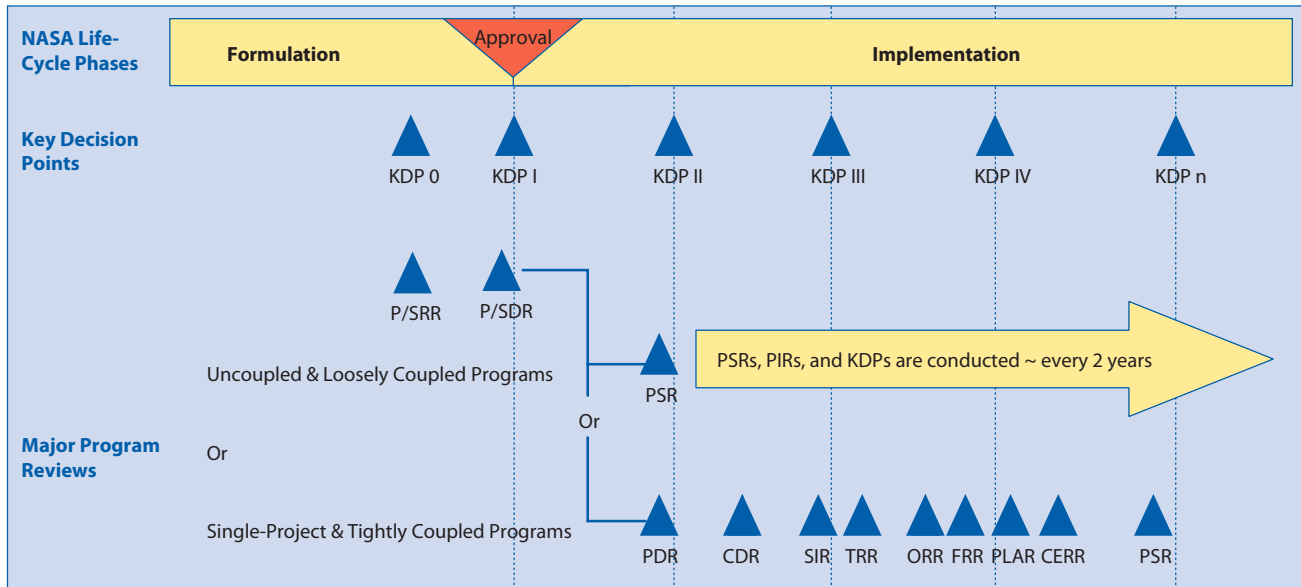 NASA Life-
Cycle Phases
Formulation
Approval
Implementation
Key Decision
Points
KDP 0
KDP I
KDP II
KDP III
KDP IV
KDP n
P/SRR
P/SDR
Uncoupled & Loosely Coupled Programs
PSR
PSRs, PIRs, and KDPs are conducted ~ every 2 years
Or
Major Program
Reviews
Or
Single-Project & Tightly Coupled Programs
PDR
CDR
SIR
TRR
ORR
FRR
PLAR
CERR
PSR